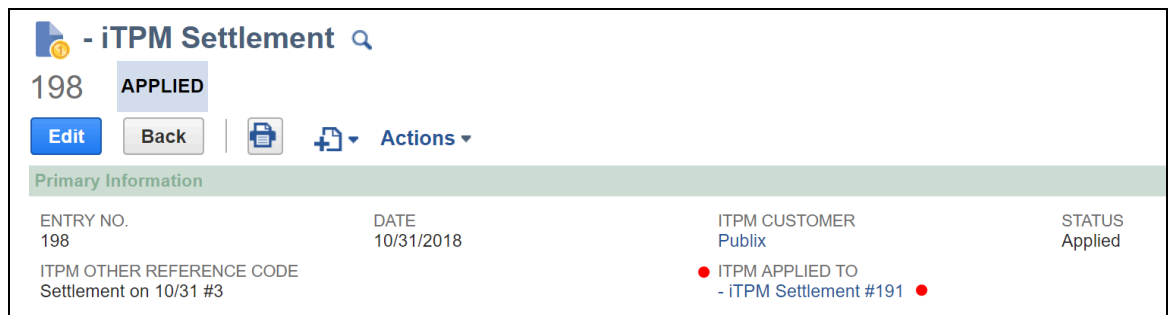 - iTPM Settlement
198 APPLIED
Edit Back Actions
Primary Information
ENTRY NO. DATE ITPM CUSTOMER STATUS
198 10/31/2018 Publix Applied
ITPM OTHER REFERENCE CODE ITPM APPLIED TO
Settlement on 10/31 #3 - iTPM Settlement #191